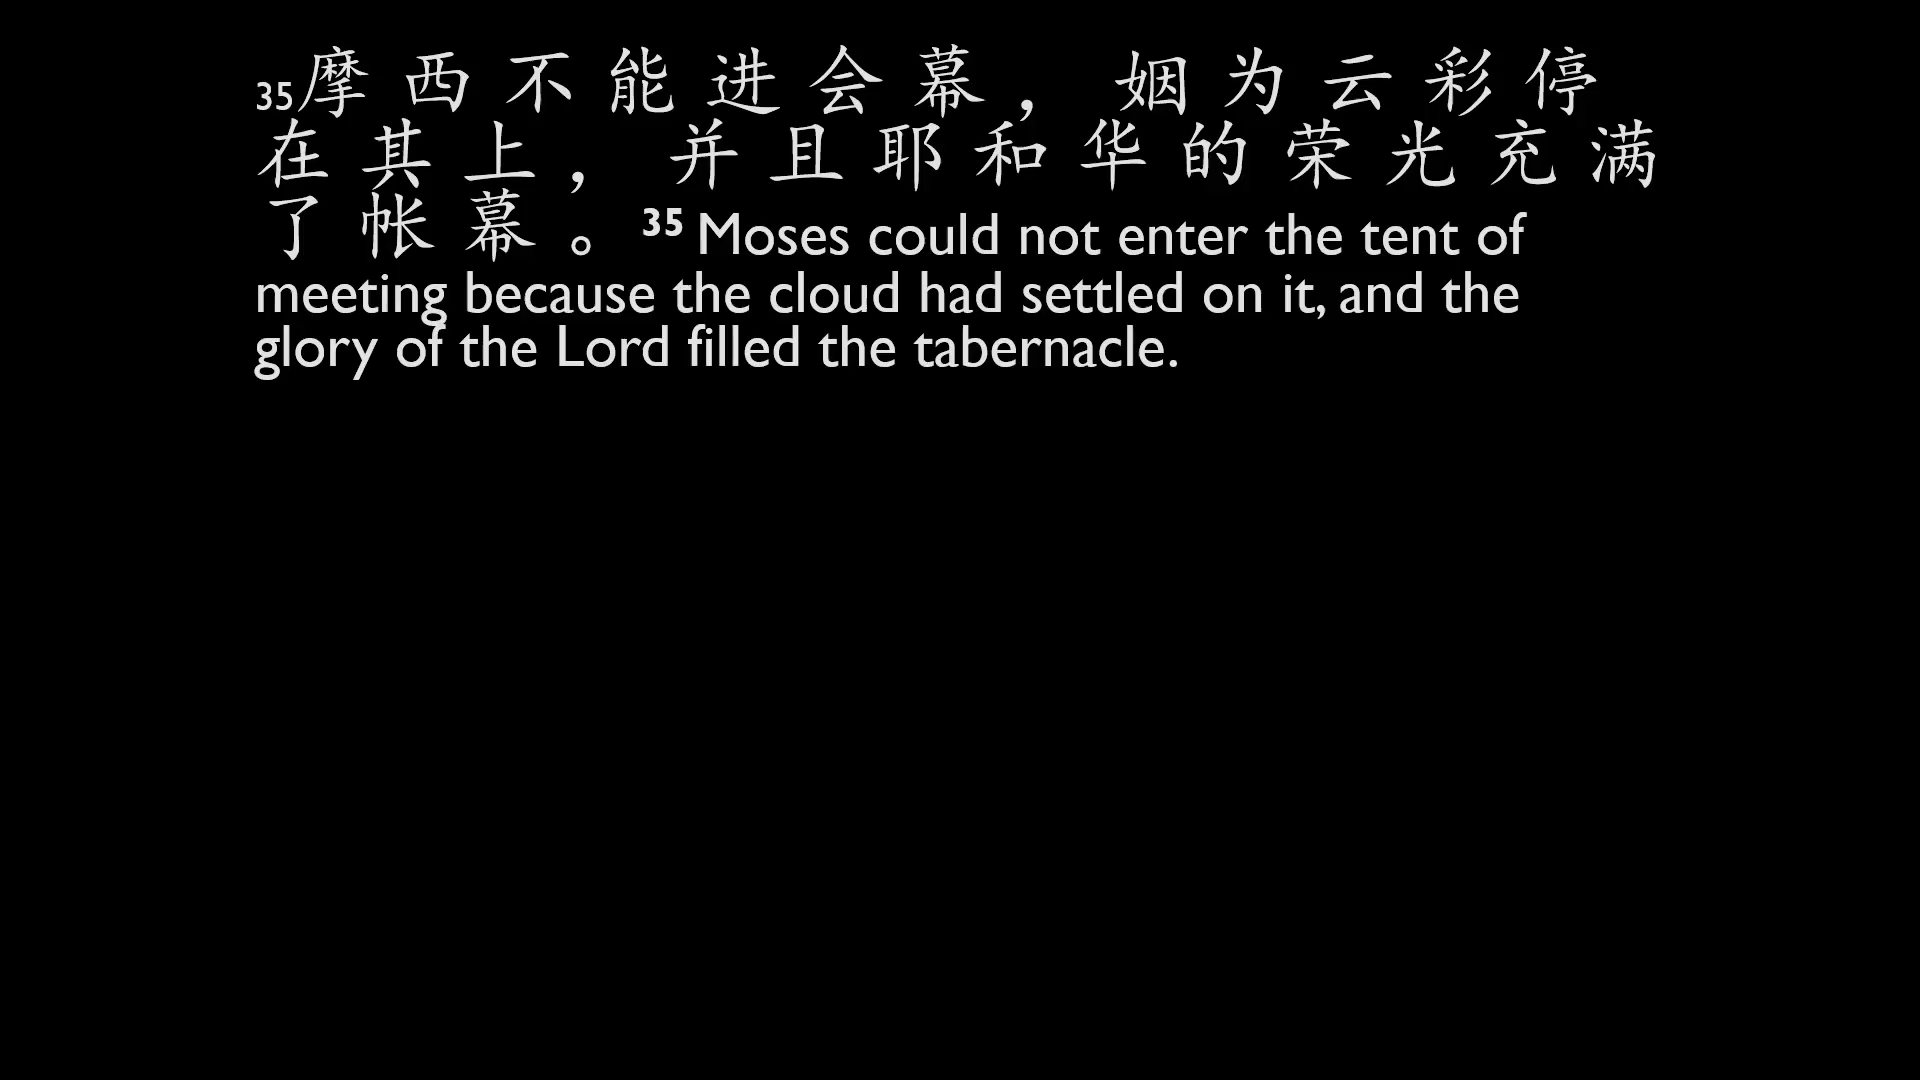 35摩 西 不 能 进 会 幕 ， 姻 为 云 彩 停
在 其 上 ， 并 且 耶 和 华 的 荣 光 充 满
了 帐 幕 。 35 Moses could not enter the tent of
meeting because the cloud had settled on it, and the
glory of the Lord filled the tabernacle.